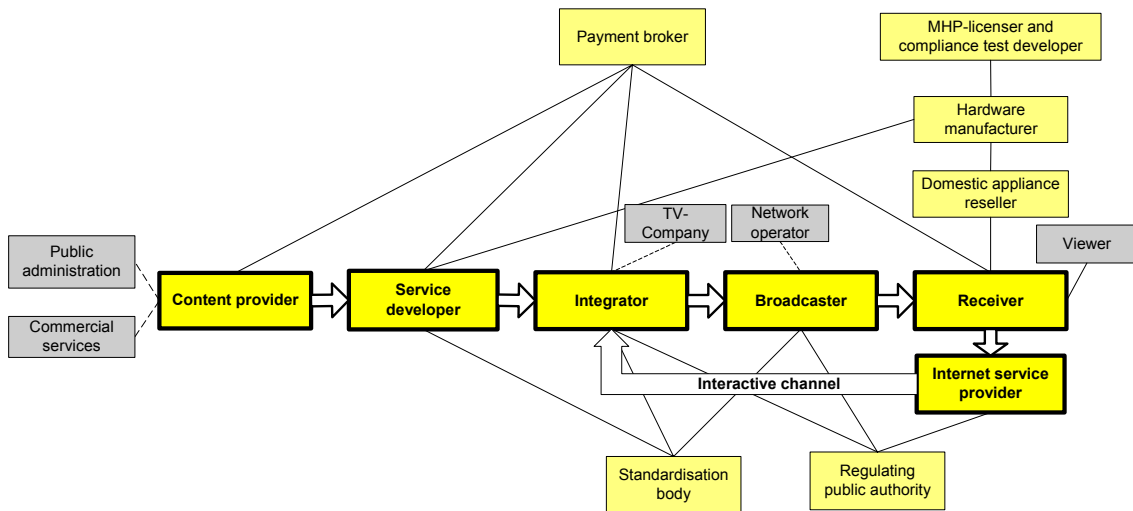 Payment broker
MHP-licenser and
compliance test developer
Hardware
manufacturer
Domestic appliance
reseller
TV-
Company
Network
operator
Viewer
Public
administration
Commercial
services
Content provider
Service
developer
Integrator
Broadcaster
Receiver
Interactive channel
Internet service
provider
Standardisation
body
Regulating
public authority